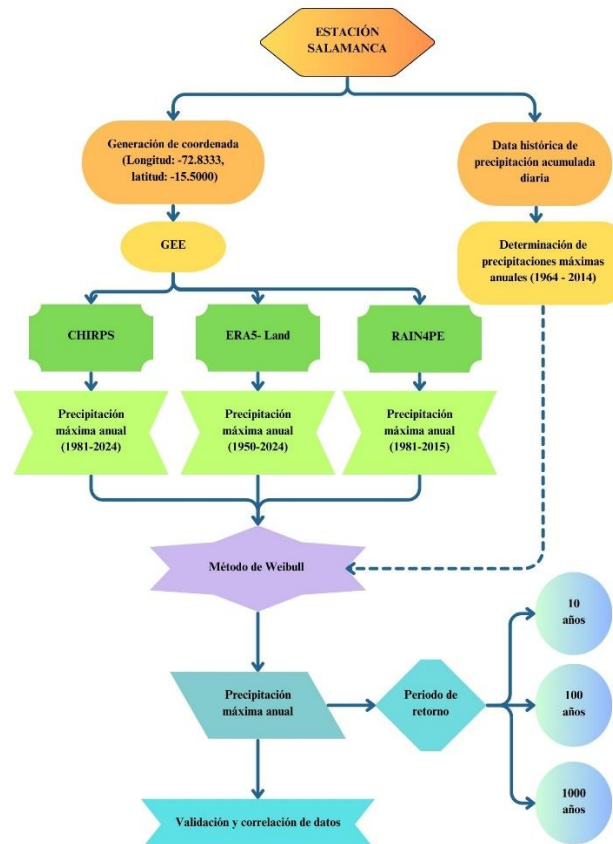 ESTACIÓN
SALAMANCA
Generación de coordenada
(Longitud: -72.8333,
latitud: -15.5000)
Data histórica de
precipitación acumulada
diaria
GEE
Determinación de
precipitaciones máximas
anuales (1964 - 2014)
CHIRPS
ERA5- Land
RAIN4PE
Precipitación
máxima anual
(1981-2024)
Precipitación
máxima anual
(1950-2024)
Precipitación
máxima anual
(1981-2015)
Método de Weibull
10
años
Precipitación
máxima anual
Periodo de
retorno
100
años
1000
años
Validación y correlación de datos